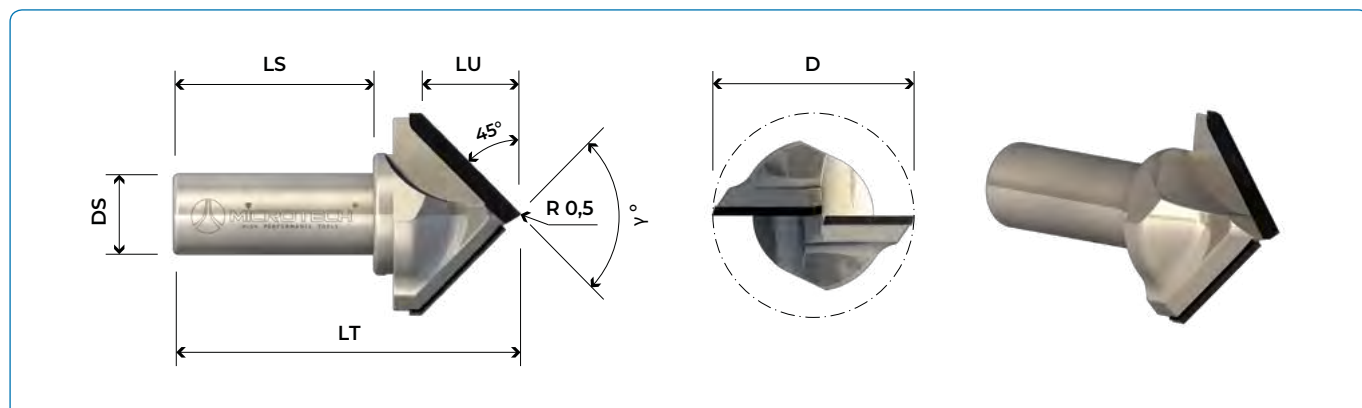 LS
LU
D
45°
DS
MICROTECH
HIGH PERFORMANCE TOOLS
R 0,5
γ°
LT